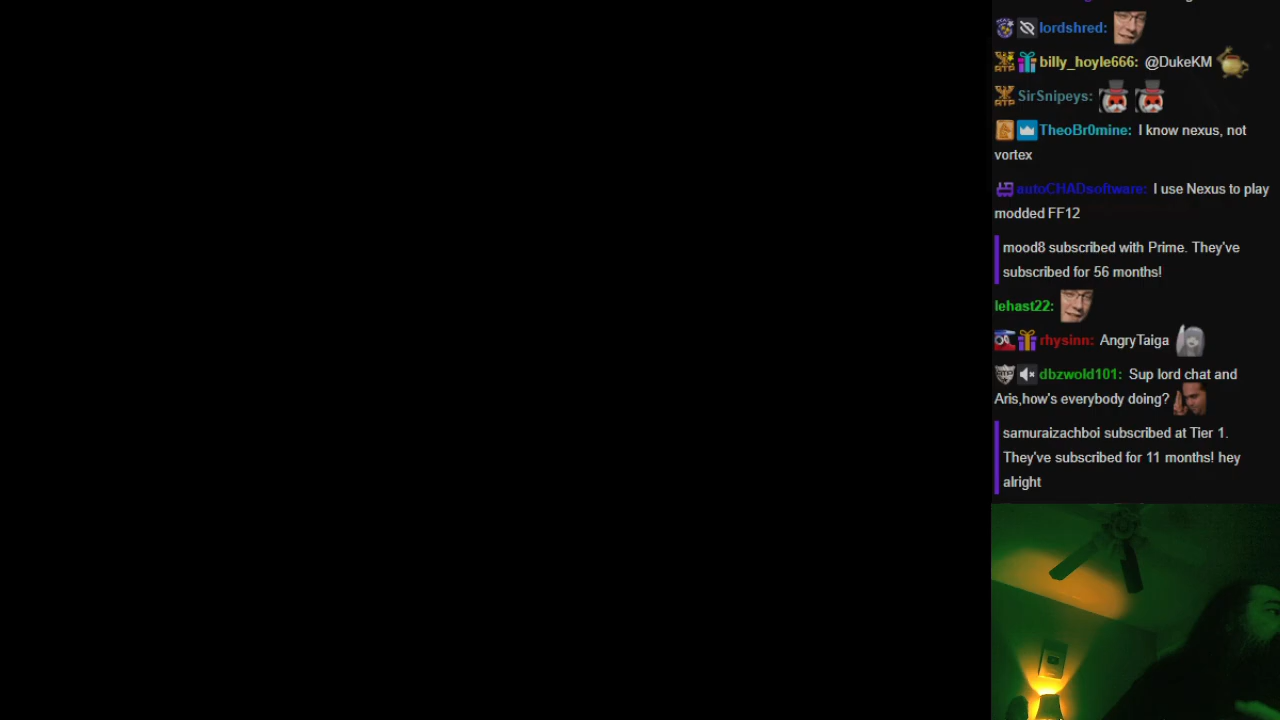 lordshred:
billy_hoyle666: @DukeKM
SirSnipeys:
TheoBr0mine: I know nexus, not
vortex
autoCHADsoftware: I use Nexus to play
modded FF12
mood8 subscribed with Prime. They've
subscribed for 56 months!
lehast22:
rhysinn: AngryTaiga
dbzwold101: Sup lord chat and
Aris,how's everybody doing?
samuraizachboi subscribed at Tier 1.
They've subscribed for 11 months! hey
alright